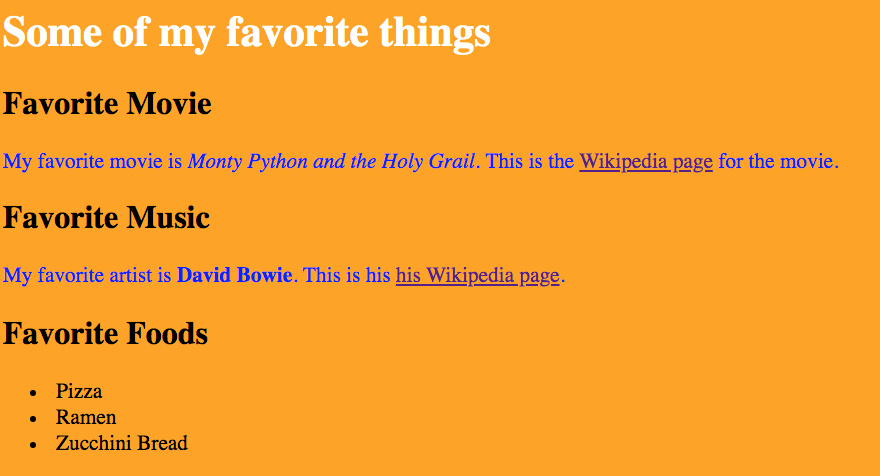 Some of my favorite things
Favorite Movie
My favorite movie is Monty Python and the Holy Grail. This is the Wikipedia page for the movie.
Favorite Music
My favorite artist is David Bowie. This is his his Wikipedia page.
Favorite Foods
• Pizza
• Ramen
• Zucchini Bread